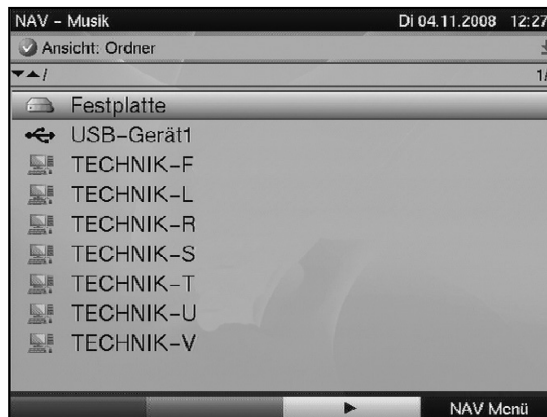 NAV – Musik Di 04.11.2008 12:27
Ansicht: Ordner
/ 1/
Festplatte
USB–Gerät1
TECHNIK–F
TECHNIK–L
TECHNIK–R
TECHNIK–S
TECHNIK–T
TECHNIK–U
TECHNIK–V
NAV Menü